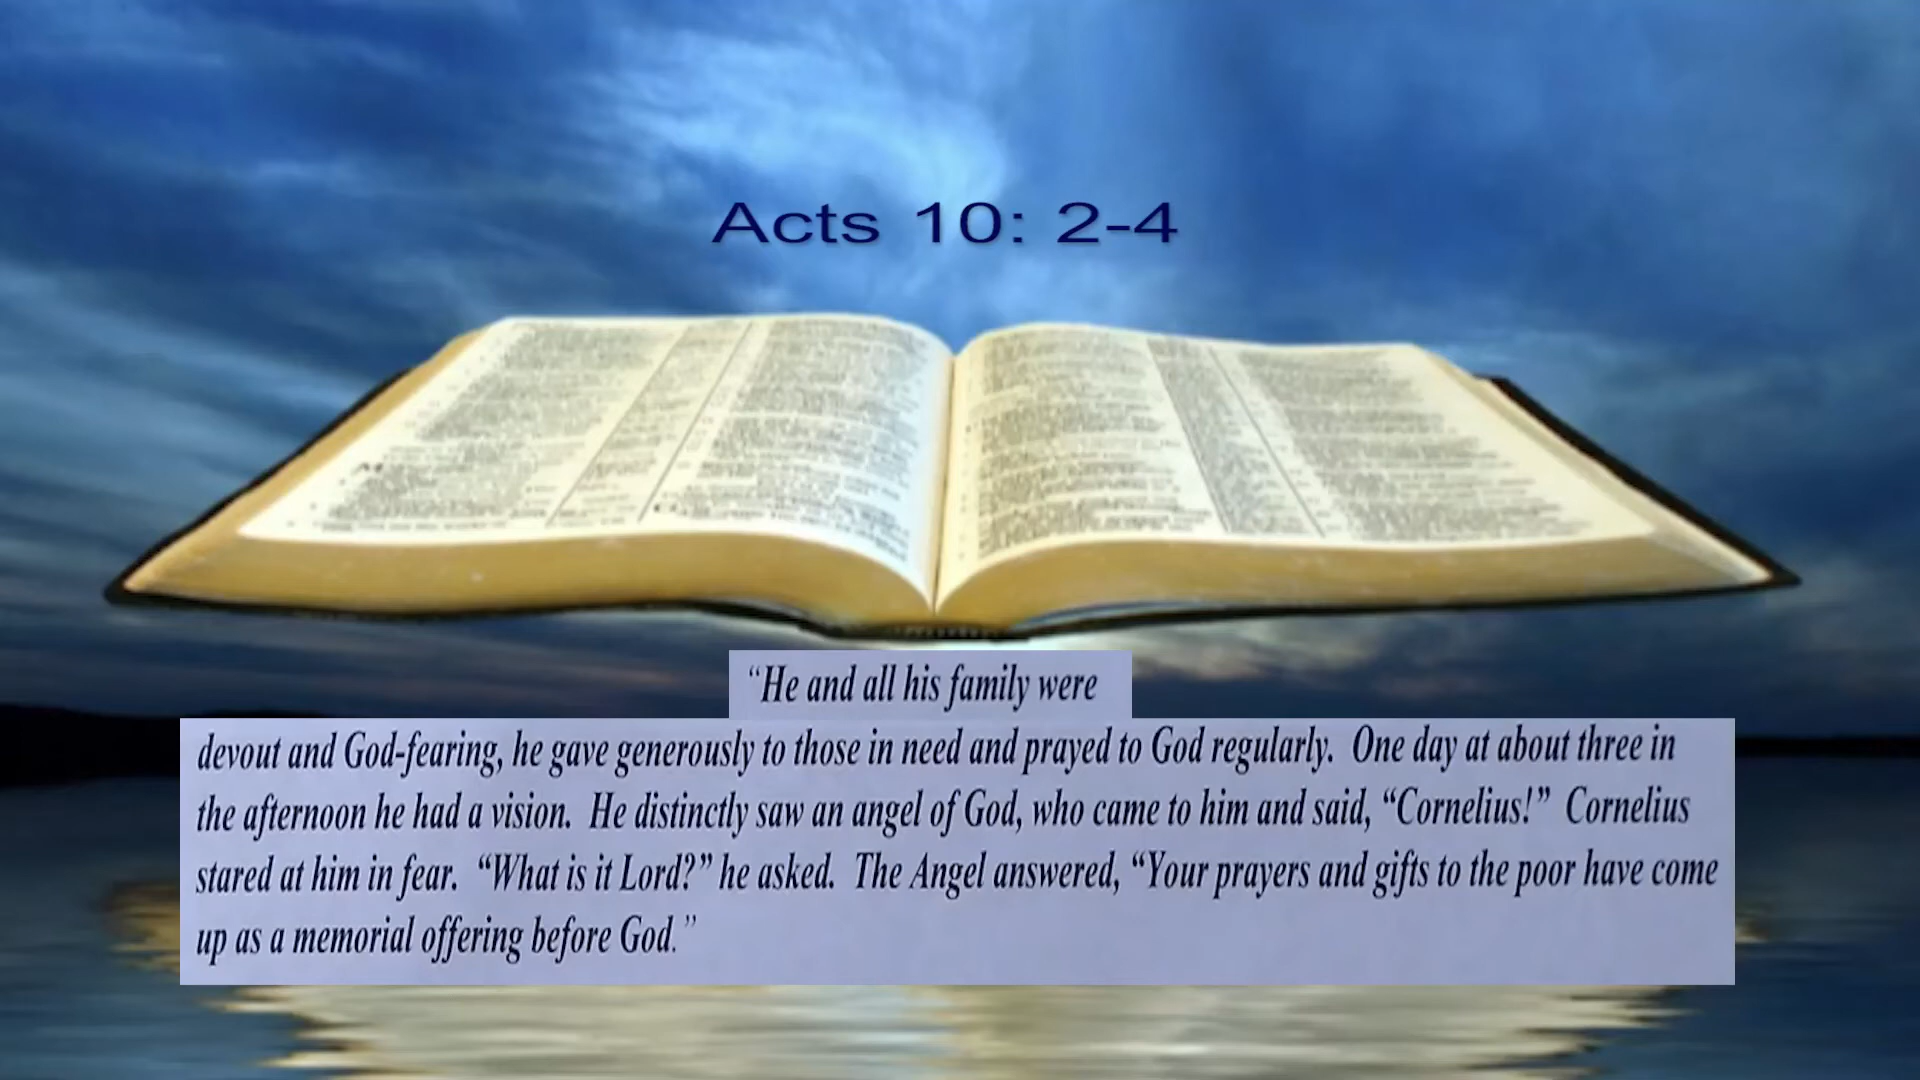 Acts 10: 2-4
“He and all his family were
devout and God-fearing, he gave generously to those in need and prayed to God regularly.  One day at about three in
the afternoon he had a vision.  He distinctly saw an angel of God, who came to him and said, “Cornelius!”  Cornelius
stared at him in fear.  “What is it Lord?” he asked.  The Angel answered, “Your prayers and gifts to the poor have come
up as a memorial offering before God.”